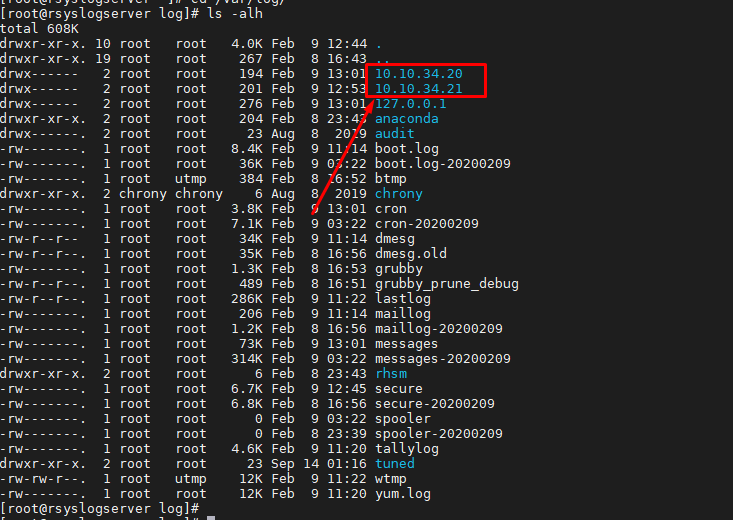 [root@rsyslogserver log]# ls -alh
total 608K
drwxr-xr-x. 10 root   root   4.0K Feb  9 12:44 .
drwxr-xr-x. 19 root   root    267 Feb  8 16:43 ..
drwx------   2 root   root    194 Feb  9 13:01 10.10.34.20
drwx------   2 root   root    201 Feb  9 12:53 10.10.34.21
drwx------   2 root   root    276 Feb  9 13:01 127.0.0.1
drwxr-xr-x.  2 root   root    204 Feb  8 23:43 anaconda
drwx------.  2 root   root     23 Aug  8  2019 audit
-rw-------.  1 root   root   8.4K Feb  9 11:14 boot.log
-rw-------.  1 root   root    36K Feb  9 03:22 boot.log-20200209
-rw-------.  1 root   utmp    384 Feb  8 16:52 btmp
drwxr-xr-x.  2 chrony chrony    6 Aug  8  2019 chrony
-rw-------.  1 root   root   3.8K Feb  9 13:01 cron
-rw-------.  1 root   root   7.1K Feb  9 03:22 cron-20200209
-rw-r--r--   1 root   root    34K Feb  9 11:14 dmesg
-rw-r--r--   1 root   root    35K Feb  8 16:56 dmesg.old
-rw-r--r--.  1 root   root   1.3K Feb  8 16:53 grubby
-rw-r--r--.  1 root   root    489 Feb  8 16:51 grubby_prune_debug
-rw-r--r--.  1 root   root   286K Feb  9 11:22 lastlog
-rw-------.  1 root   root    206 Feb  9 11:14 maillog
-rw-------.  1 root   root   1.2K Feb  8 16:56 maillog-20200209
-rw-------.  1 root   root    73K Feb  9 13:01 messages
-rw-------.  1 root   root   314K Feb  9 03:22 messages-20200209
drwxr-xr-x.  2 root   root      6 Feb  8 23:43 rhsm
-rw-------.  1 root   root   6.7K Feb  9 12:45 secure
-rw-------.  1 root   root   6.8K Feb  8 16:56 secure-20200209
-rw-------.  1 root   root      0 Feb  9 03:22 spooler
-rw-------.  1 root   root      0 Feb  8 23:39 spooler-20200209
-rw-------.  1 root   root   4.6K Feb  9 11:20 tallylog
drwxr-xr-x.  2 root   root     23 Sep 14 01:16 tuned
-rw-rw-r--.  1 root   utmp    12K Feb  9 11:22 wtmp
-rw-------.  1 root   root    12K Feb  9 11:20 yum.log
[root@rsyslogserver log]#